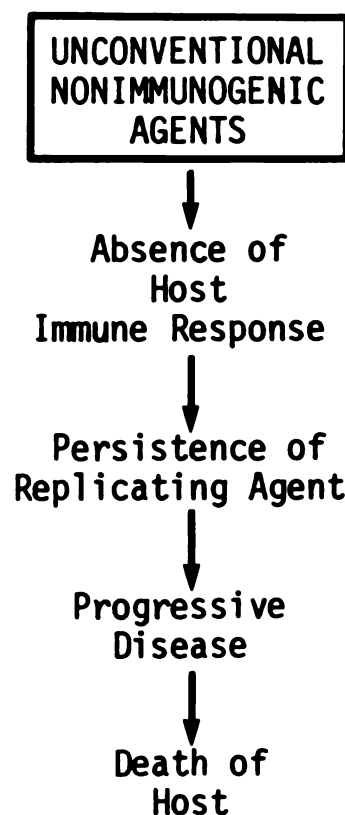 UNCONVENTIONAL
NONIMMUNOGENIC
AGENTS
Absence of
Host
Immune Response
Persistence of
Replicating Agent
Progressive
Disease
Death of
Host